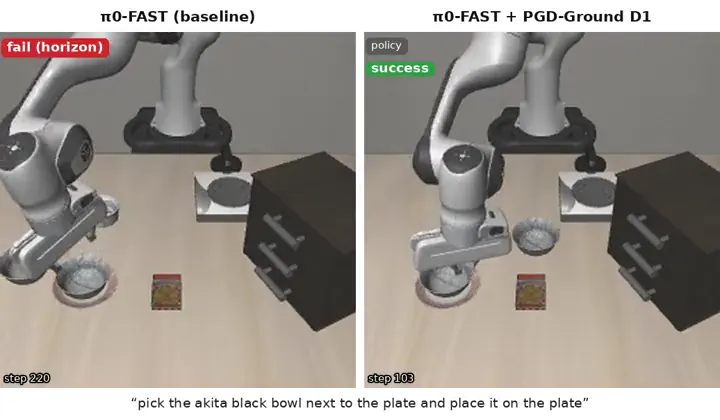 π0-FAST (baseline)
π0-FAST + PGD-Ground D1
fail (horizon)
policy
success
step 220
step 103
“pick the akita black bowl next to the plate and place it on the plate”